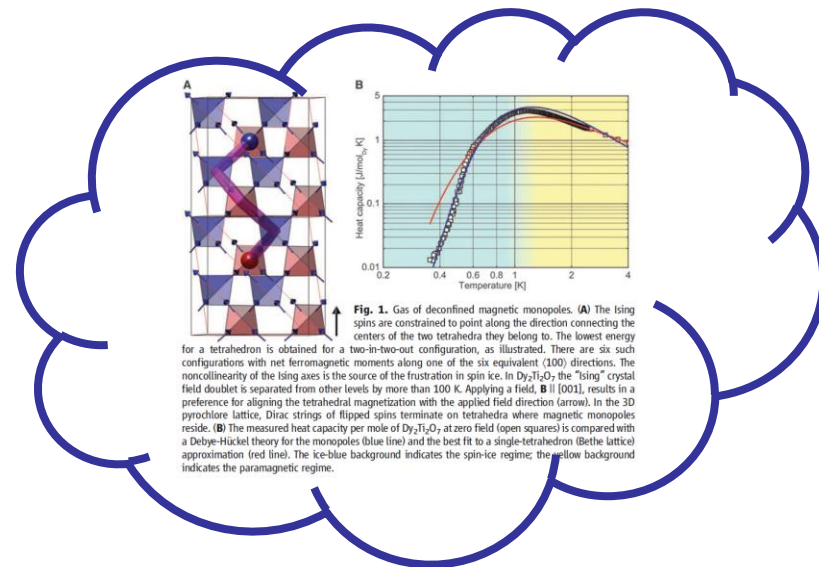 A
B
5
1
0.1
0.01
Heat capacity [J/mol Dy K]
0.2 0.4 0.6 0.8 1 2 4
Temperature [K]
Fig. 1. Gas of deconfined magnetic monopoles. (A) The Ising
spins are constrained to point along the direction connecting the
centers of the two tetrahedra they belong to. The lowest energy
for a tetrahedron is obtained for a two-in-two-out configuration, as illustrated. There are six such
configurations with net ferromagnetic moments along one of the six equivalent ⟨100⟩ directions. The
noncollinearity of the Ising axes is the source of the frustration in spin ice. In Dy₂Ti₂O₇ the “Ising” crystal
field doublet is separated from other levels by more than 100 K. Applying a field, B || [001], results in a
preference for aligning the tetrahedral magnetization with the applied field direction (arrow). In the 3D
pyrochlore lattice, Dirac strings of flipped spins terminate on tetrahedra where magnetic monopoles
reside. (B) The measured heat capacity per mole of Dy₂Ti₂O₇ at zero field (open squares) is compared with
a Debye-Hückel theory for the monopoles (blue line) and the best fit to a single-tetrahedron (Bethe lattice)
approximation (red line). The ice-blue background indicates the spin-ice regime; the yellow background
indicates the paramagnetic regime.